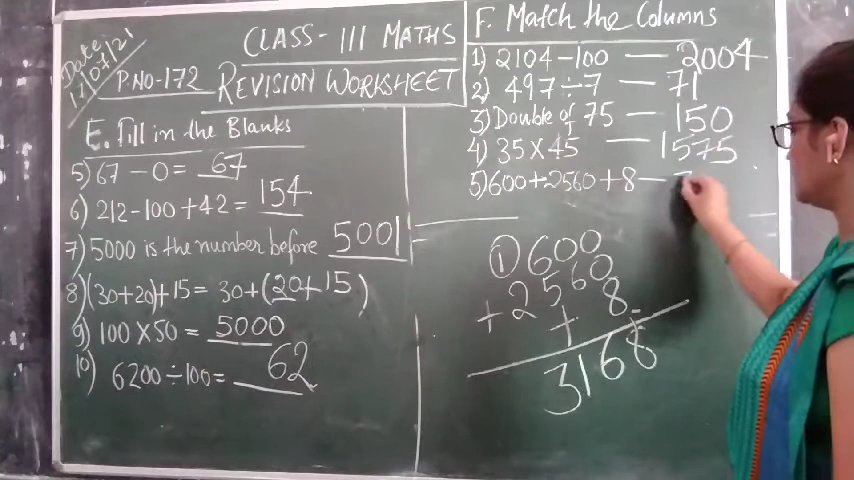 Date
17/07/21
CLASS-III MATHS
P.NO-172 REVISION WORKSHEET
E. Fill in the Blanks
5) 67 - 0 = 67
6) 212-100 + 42 = 154
7) 5000 is the number before 5001
8) (30+20)+15 = 30+(20+15)
9) 100 X 50 = 5000
10) 6200 ÷ 100 = 62
F. Match the Columns
1) 2104-100 — 2004
2) 497 ÷ 7 — 71
3) Double of 75 — 150
4) 35 X 45 — 1575
5) 600+2560+8 —
① 600
2560
+ + 8
3168